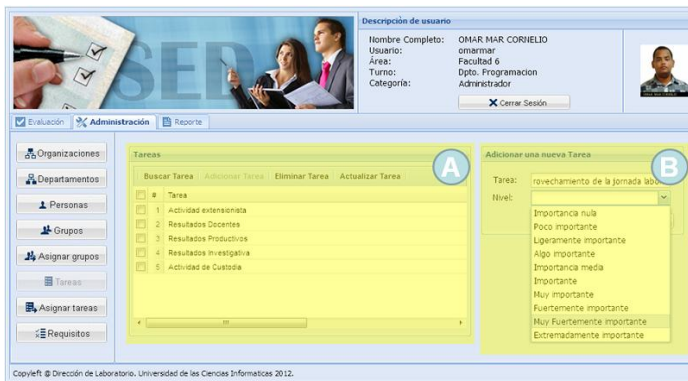 SED
Descripción de usuario
Nombre Completo: OMAR MAR CORNELIO
Usuario: omarmar
Área: Facultad 6
Turno: Dpto. Programacion
Categoría: Administrador
Cerrar Sesión
Evaluación Administración Reporte
Organizaciones
Departamentos
Personas
Grupos
Asignar grupos
Tareas
Asignar tareas
Requisitos
Tareas
A
Buscar Tarea Adicionar Tarea Eliminar Tarea Actualizar Tarea
# Tarea
1 Actividad extensionista
2 Resultados Docentes
3 Resultados Productivos
4 Resultados Investigativa
5 Actividad de Custodia
Adicionar una nueva Tarea
B
Tarea: rovechamiento de la jornada labo
Nivel:
Importancia nula
Poco importante
Ligeramente importante
Algo importante
Importancia media
Importante
Muy importante
Fuertemente importante
Muy Fuertemente importante
Extremadamente importante
Copyleft @ Dirección de Laboratorio. Universidad de las Ciencias Informaticas 2012.